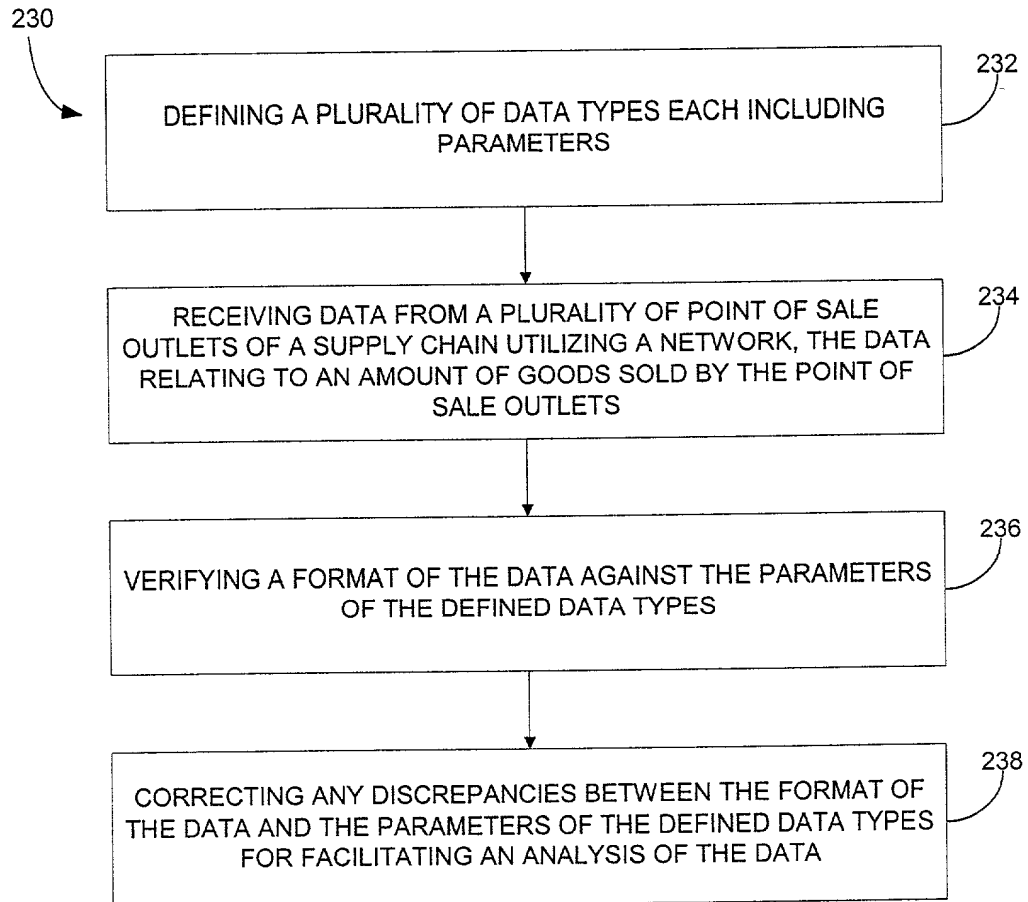 230
232
DEFINING A PLURALITY OF DATA TYPES EACH INCLUDING
PARAMETERS
234
RECEIVING DATA FROM A PLURALITY OF POINT OF SALE
OUTLETS OF A SUPPLY CHAIN UTILIZING A NETWORK, THE DATA
RELATING TO AN AMOUNT OF GOODS SOLD BY THE POINT OF
SALE OUTLETS
236
VERIFYING A FORMAT OF THE DATA AGAINST THE PARAMETERS
OF THE DEFINED DATA TYPES
238
CORRECTING ANY DISCREPANCIES BETWEEN THE FORMAT OF
THE DATA AND THE PARAMETERS OF THE DEFINED DATA TYPES
FOR FACILITATING AN ANALYSIS OF THE DATA